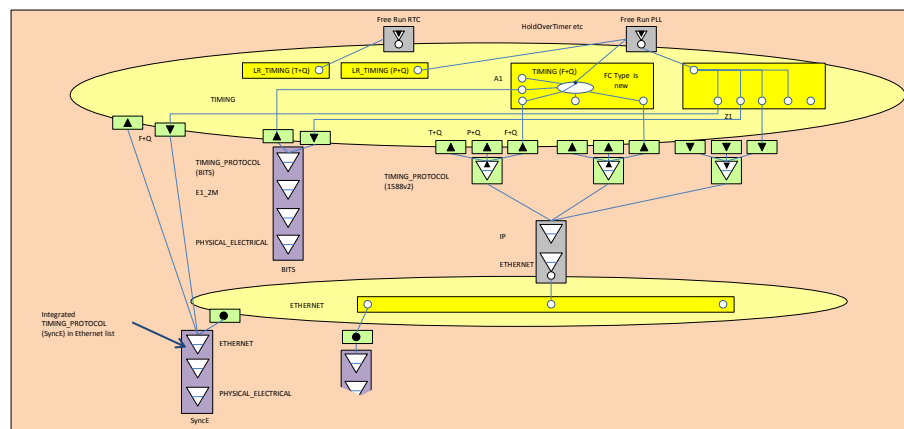 Free Run RTC
HoldOverTimer etc
Free Run PLL
LR_TIMING (T+Q)
LR_TIMING (P+Q)
A1
TIMING (F+Q)
FC Type is
new
TIMING
Z1
F+Q
T+Q
P+Q
F+Q
TIMING_PROTOCOL
(BITS)
TIMING_PROTOCOL
(1588v2)
E1_2M
PHYSICAL_ELECTRICAL
BITS
IP
ETHERNET
ETHERNET
Integrated
TIMING_PROTOCOL
(SyncE) in Ethernet list
ETHERNET
PHYSICAL_ELECTRICAL
SyncE